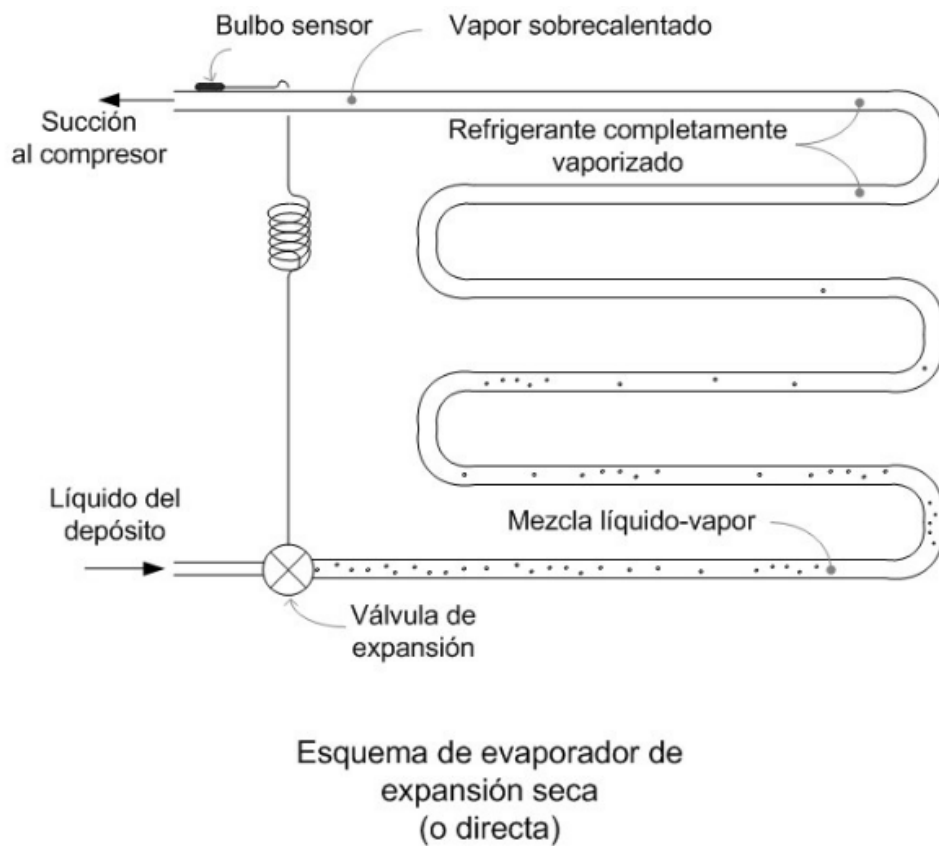 Bulbo sensor
Vapor sobrecalentado
Succión
al compresor
Refrigerante completamente
vaporizado
Líquido del
depósito
Mezcla líquido-vapor
Válvula de
expansión
Esquema de evaporador de
expansión seca
(o directa)